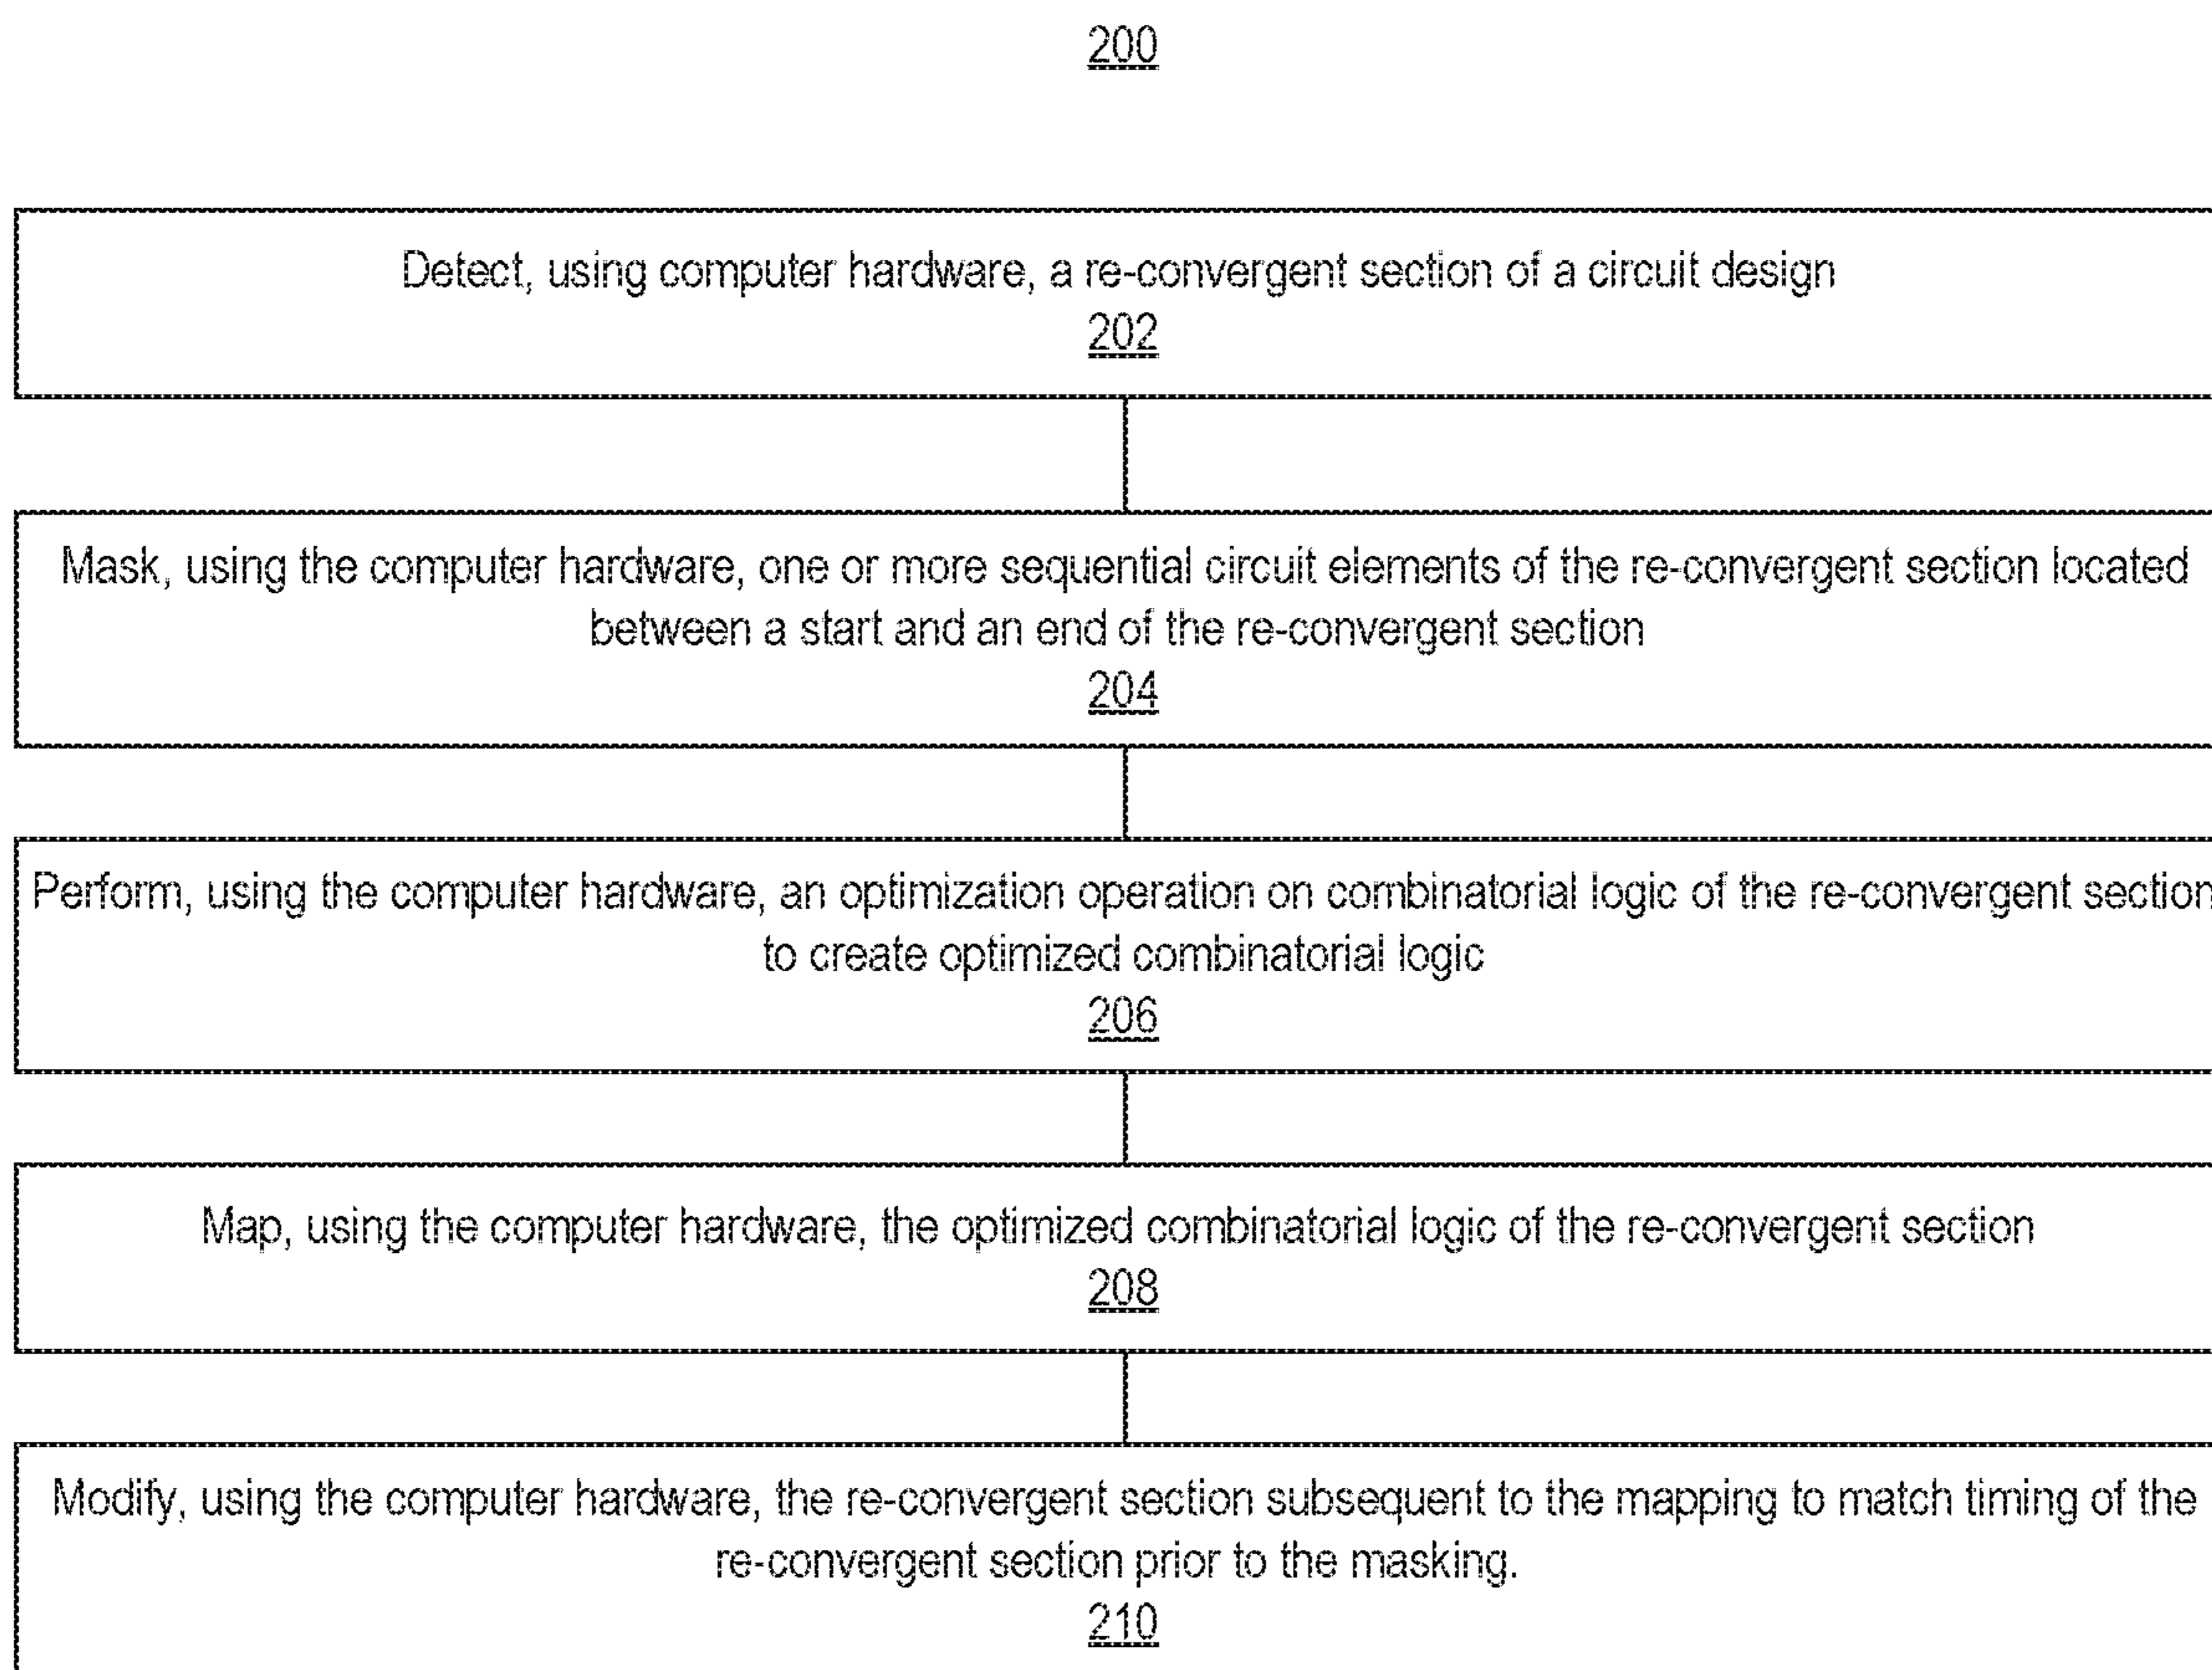 200
Detect, using computer hardware, a re-convergent section of a circuit design
202
Mask, using the computer hardware, one or more sequential circuit elements of the re-convergent section located
between a start and an end of the re-convergent section
204
Perform, using the computer hardware, an optimization operation on combinatorial logic of the re-convergent section
to create optimized combinatorial logic
206
Map, using the computer hardware, the optimized combinatorial logic of the re-convergent section
208
Modify, using the computer hardware, the re-convergent section subsequent to the mapping to match timing of the
re-convergent section prior to the masking.
210